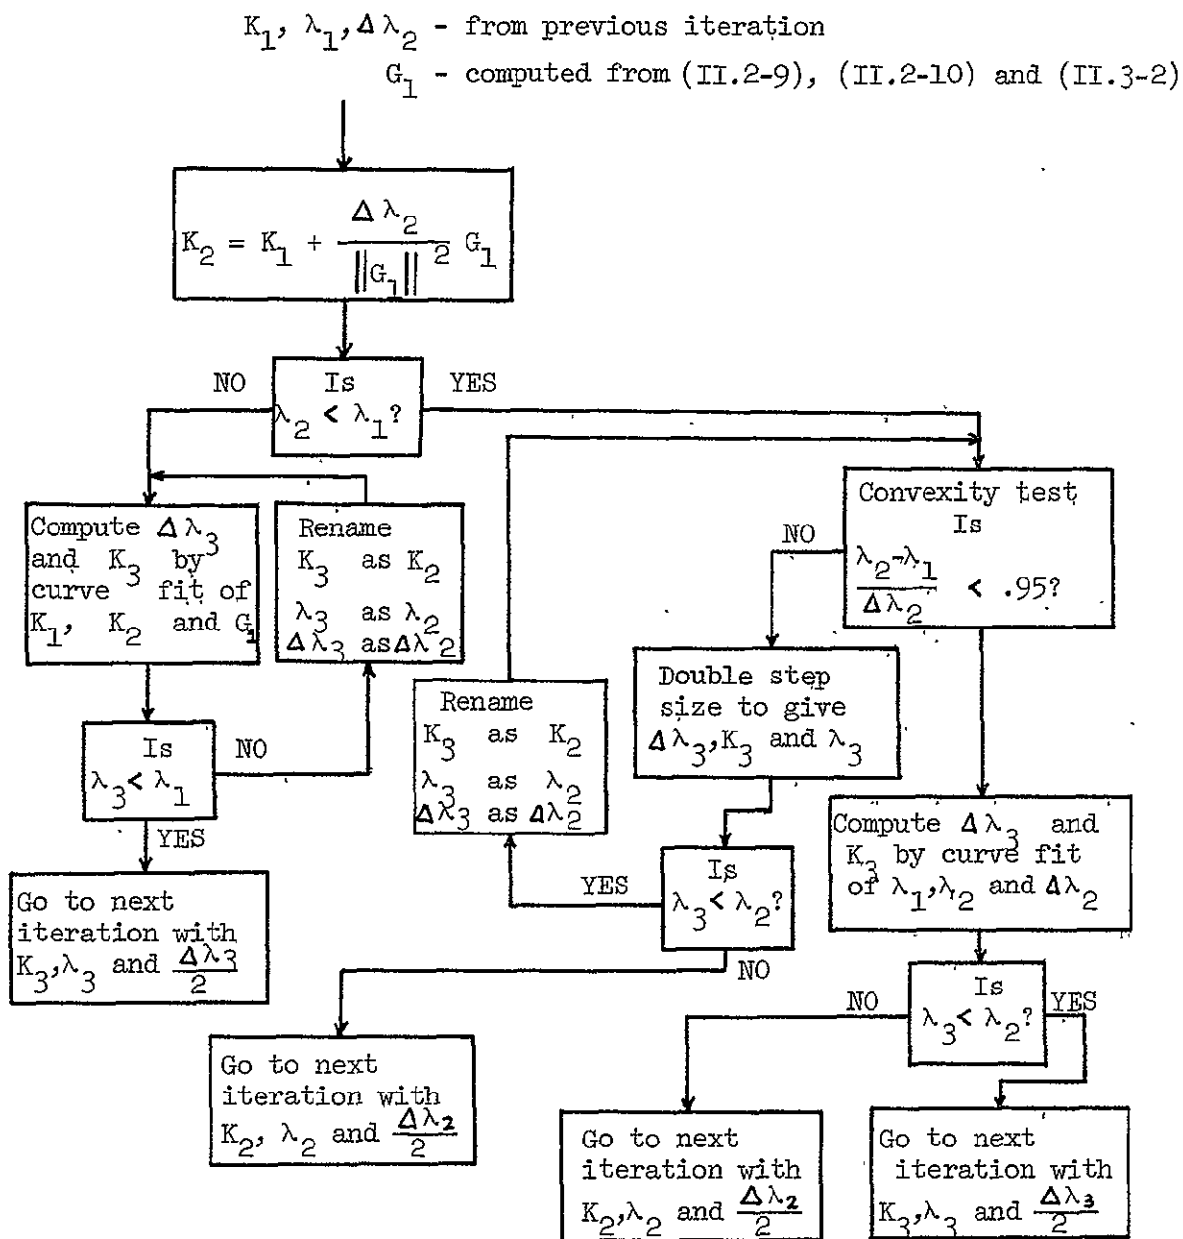 K₁, λ₁, Δλ₂ - from previous iteration
G₁ - computed from (II.2-9), (II.2-10) and (II.3-2)
K₂ = K₁ + Δλ₂ / ||G₁||² G₁
NO
Is
λ₂ < λ₁?
YES
Convexity test
Is
(λ₂-λ₁) / Δλ₂ < .95?
NO
Compute Δλ₃
and K₃ by
curve fit of
K₁, K₂ and G₁
Rename
K₃ as K₂
λ₃ as λ₂
Δλ₃ as Δλ₂
Is
λ₃ < λ₁
NO
YES
Go to next
iteration with
K₃,λ₃ and Δλ₃/2
Rename
K₃ as K₂
λ₃ as λ₂
Δλ₃ as Δλ₂
Double step
size to give
Δλ₃,K₃ and λ₃
YES
Is
λ₃ < λ₂?
NO
Go to next
iteration with
K₂, λ₂ and Δλ₂/2
Compute Δλ₃ and
K₃ by curve fit
of λ₁,λ₂ and Δλ₂
NO
Is
λ₃ < λ₂?
YES
Go to next
iteration with
K₂,λ₂ and Δλ₂/2
Go to next
iteration with
K₃,λ₃ and Δλ₃/2